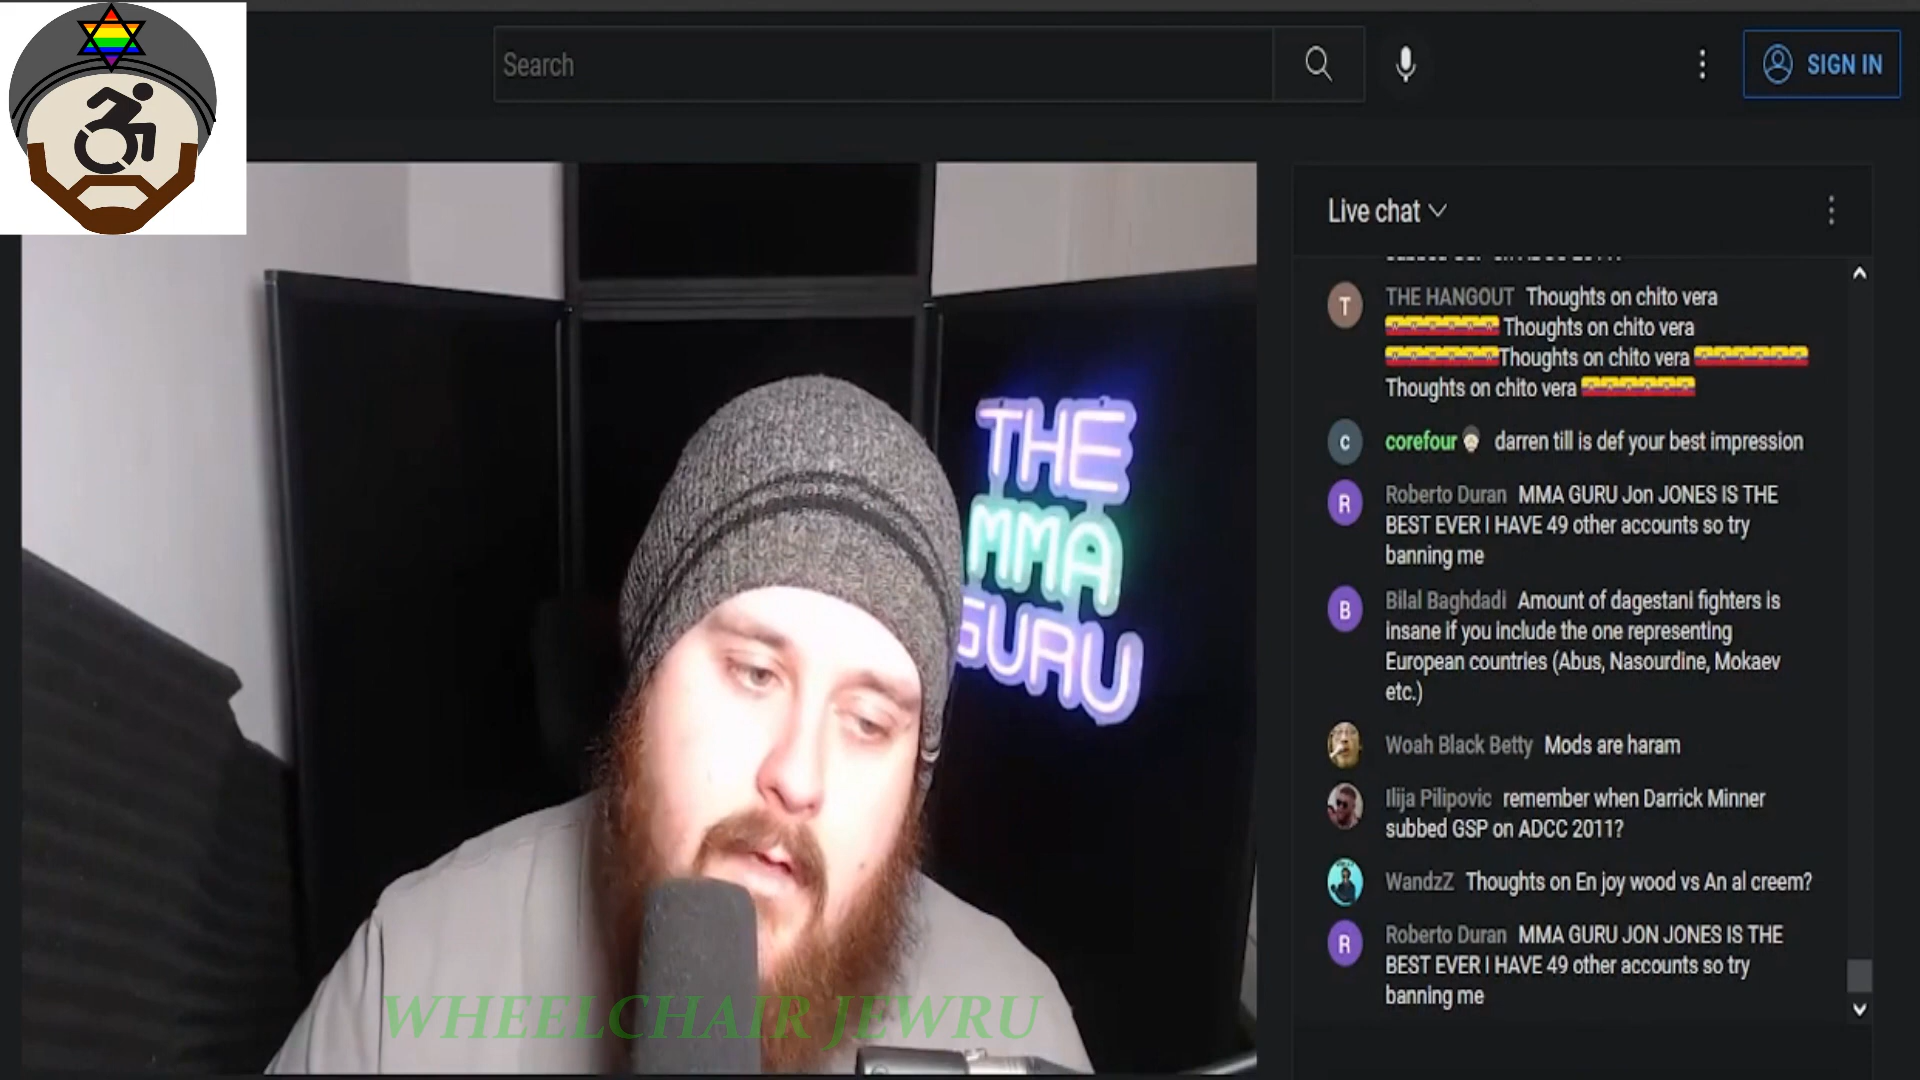 Search
SIGN IN
Live chat
THE HANGOUT Thoughts on chito vera
Thoughts on chito vera
Thoughts on chito vera
Thoughts on chito vera
c corefour darren till is def your best impression
R Roberto Duran MMA GURU Jon JONES IS THE
BEST EVER I HAVE 49 other accounts so try
banning me
B Bilal Baghdadi Amount of dagestani fighters is
insane if you include the one representing
European countries (Abus, Nasourdine, Mokaev
etc.)
Woah Black Betty Mods are haram
Ilija Pilipovic remember when Darrick Minner
subbed GSP on ADCC 2011?
WandzZ Thoughts on En joy wood vs An al creem?
R Roberto Duran MMA GURU JON JONES IS THE
BEST EVER I HAVE 49 other accounts so try
banning me
T
THE
MMA
GURU
WHEELCHAIR JEWRU